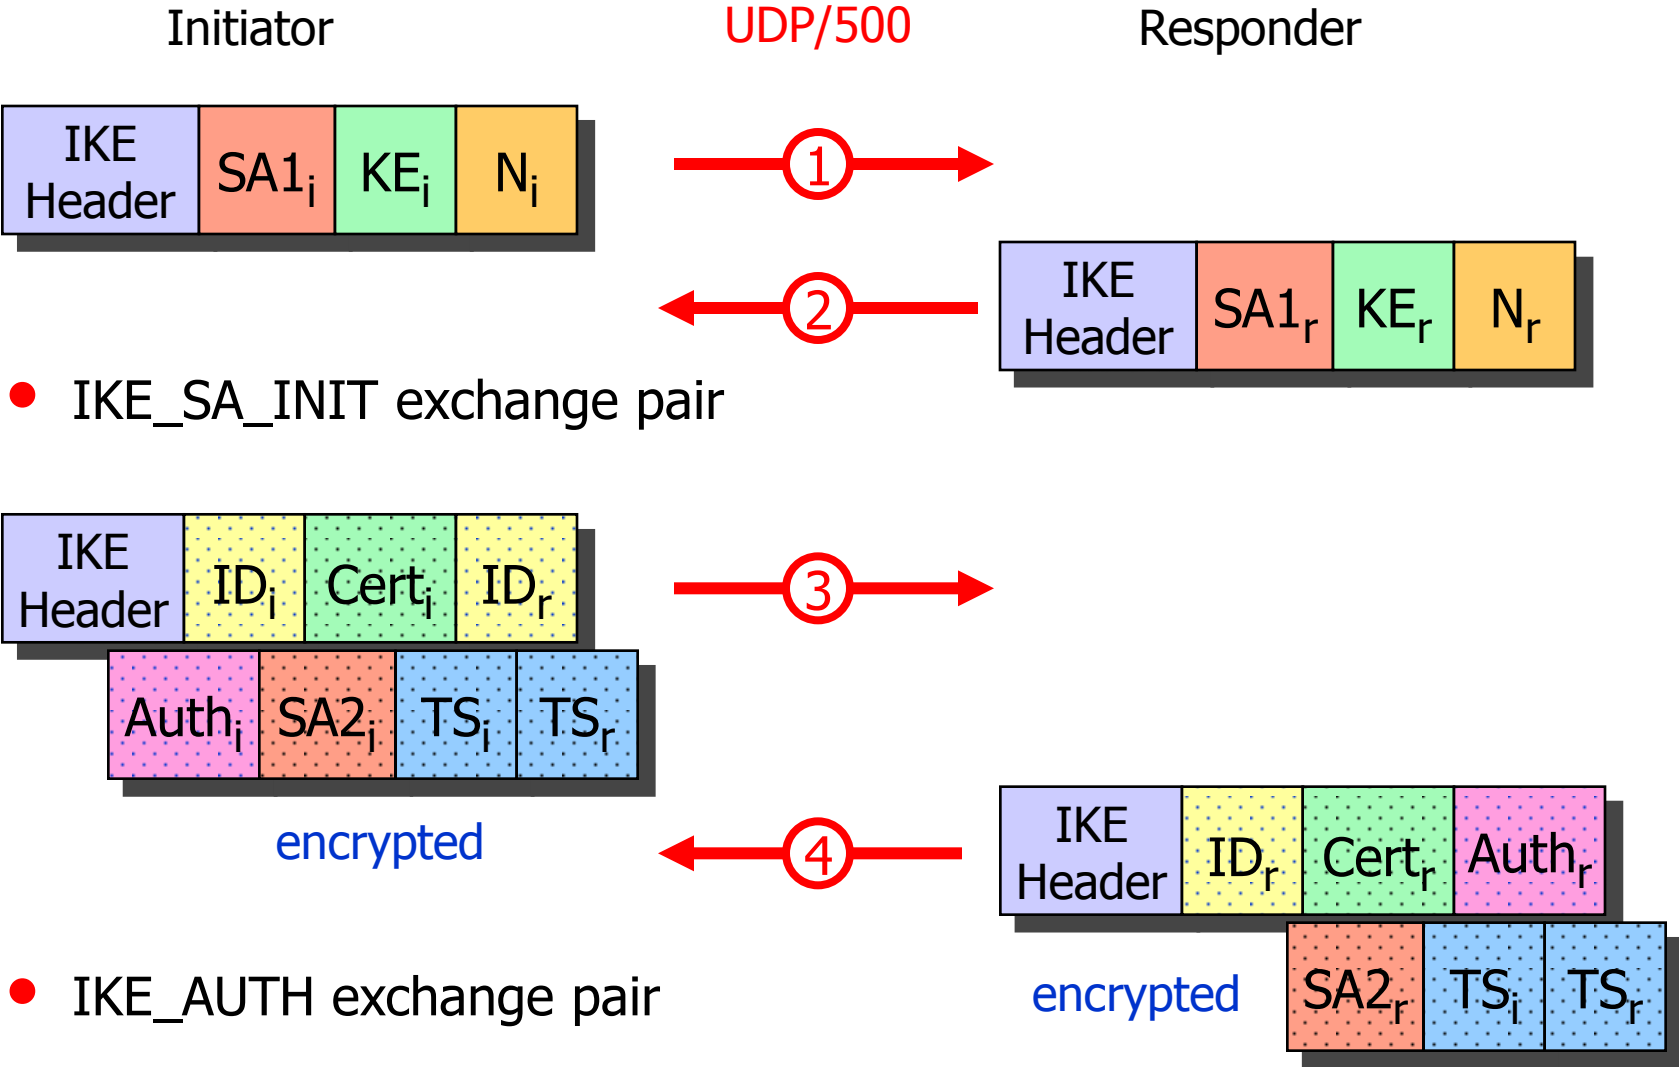 Initiator UDP/500 Responder
IKE Header SA1i KEi Ni
1
2
IKE Header SA1r KEr Nr
• IKE_SA_INIT exchange pair
IKE Header IDi Certi IDr
3
Authi SA2i TSi TSr
encrypted
4
IKE Header IDr Certr Authr
SA2r TSi TSr
encrypted
• IKE_AUTH exchange pair